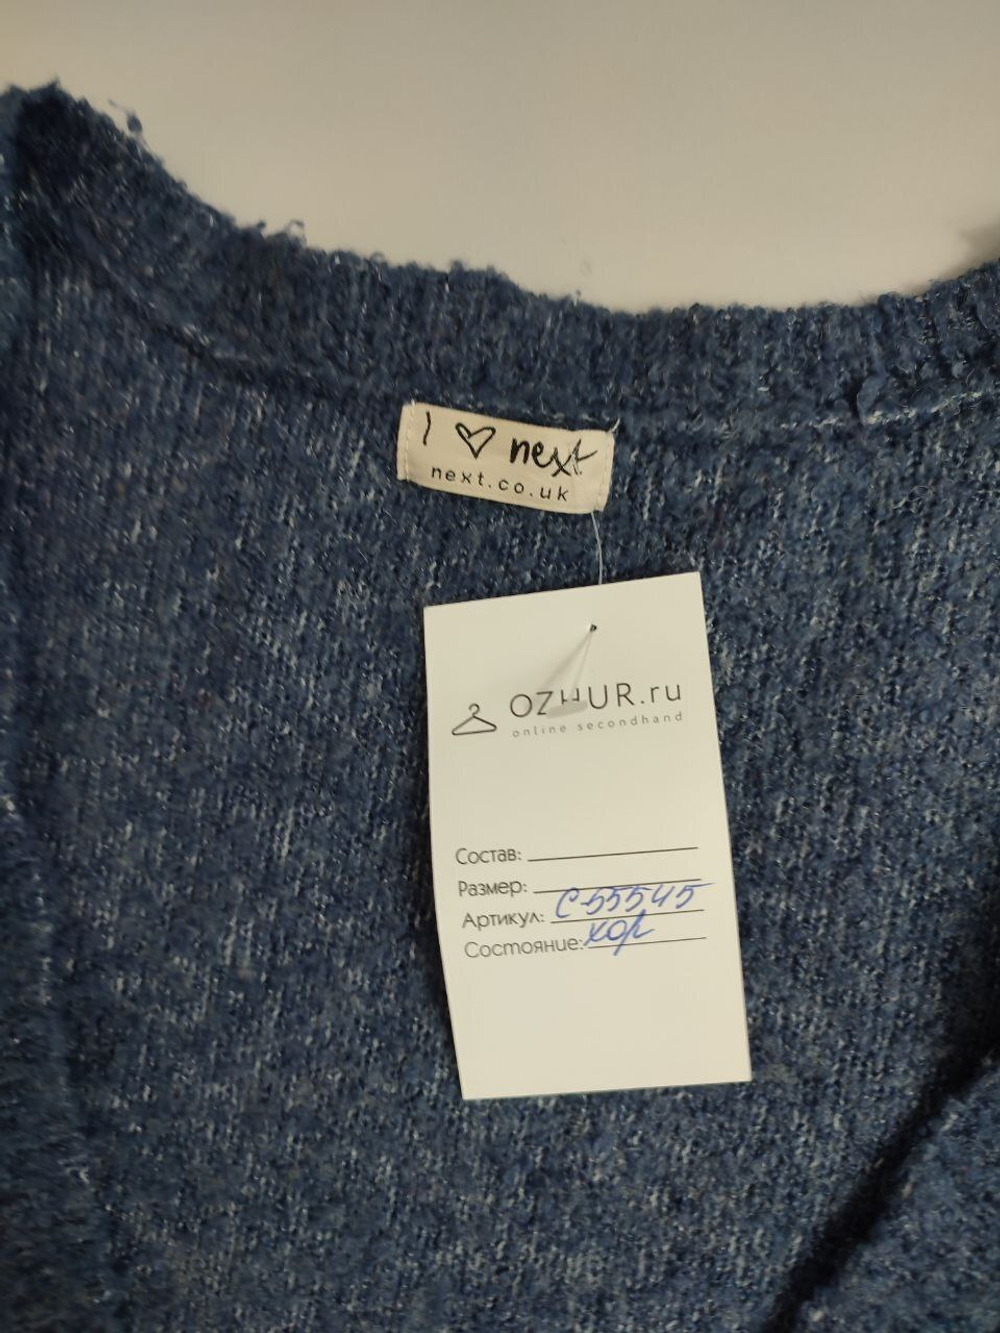 I ♡ next
next.co.uk
OZHUR.ru
online secondhand
Состав:
Размер:
Артикул: С-55545
Состояние: хор